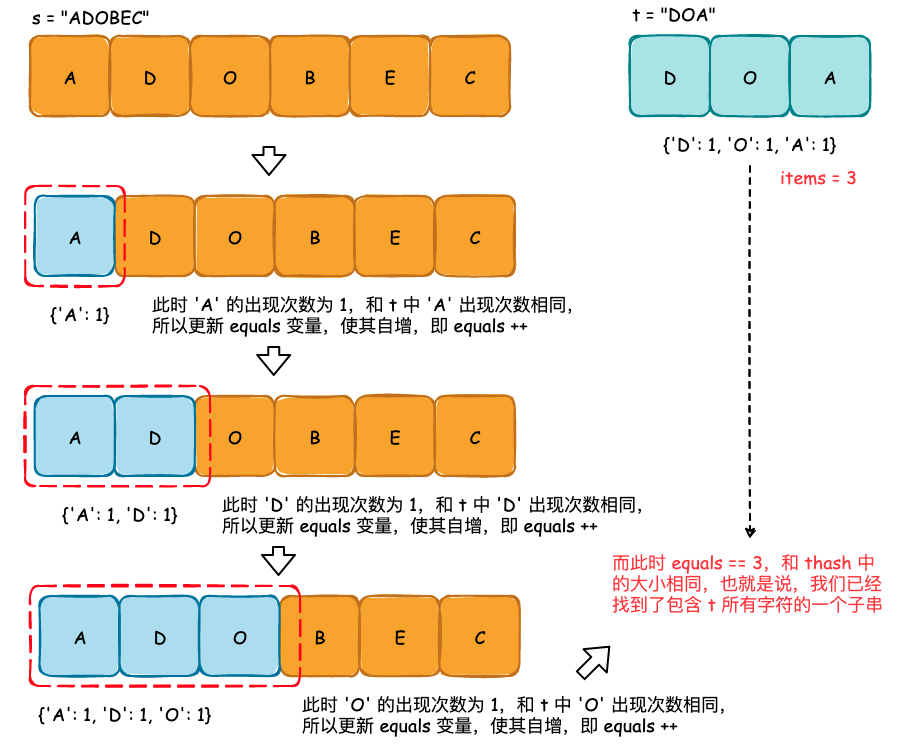 s = "ADOBEC"
A D O B E C
t = "DOA"
D O A
{'D': 1, 'O': 1, 'A': 1}
items = 3
A D O B E C
{'A': 1}
此时 'A' 的出现次数为 1，和 t 中 'A' 出现次数相同，
所以更新 equals 变量，使其自增，即 equals ++
A D O B E C
{'A': 1, 'D': 1}
此时 'D' 的出现次数为 1，和 t 中 'D' 出现次数相同，
所以更新 equals 变量，使其自增，即 equals ++
A D O B E C
{'A': 1, 'D': 1, 'O': 1}
此时 'O' 的出现次数为 1，和 t 中 'O' 出现次数相同，
所以更新 equals 变量，使其自增，即 equals ++
而此时 equals == 3，和 thash 中
的大小相同，也就是说，我们已经
找到了包含 t 所有字符的一个子串